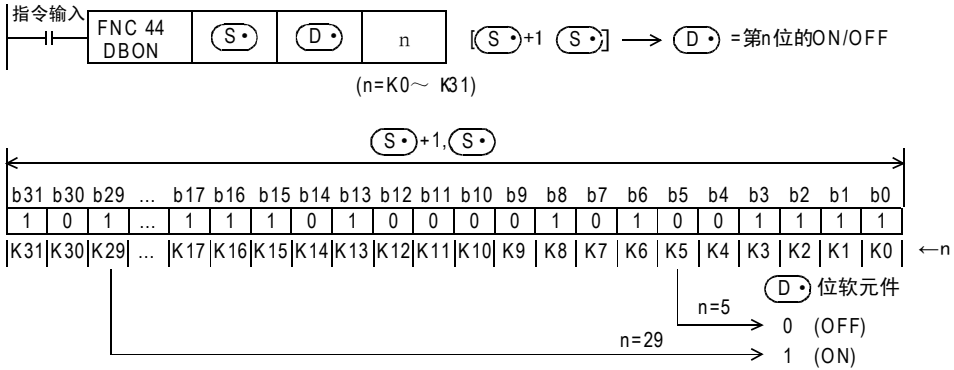 指令输入
FNC 44 DBON S· D· n [S·+1 S·] → D· =第n位的ON/OFF
(n=K0～ K31)
S·+1,S·
b31 b30 b29 ... b17 b16 b15 b14 b13 b12 b11 b10 b9 b8 b7 b6 b5 b4 b3 b2 b1 b0
1 0 1 ... 1 1 1 0 1 0 0 0 0 1 0 1 0 0 1 1 1 1
K31 K30 K29 ... K17 K16 K15 K14 K13 K12 K11 K10 K9 K8 K7 K6 K5 K4 K3 K2 K1 K0 ←n
D· 位软元件
n=5
0 (OFF)
n=29
1 (ON)